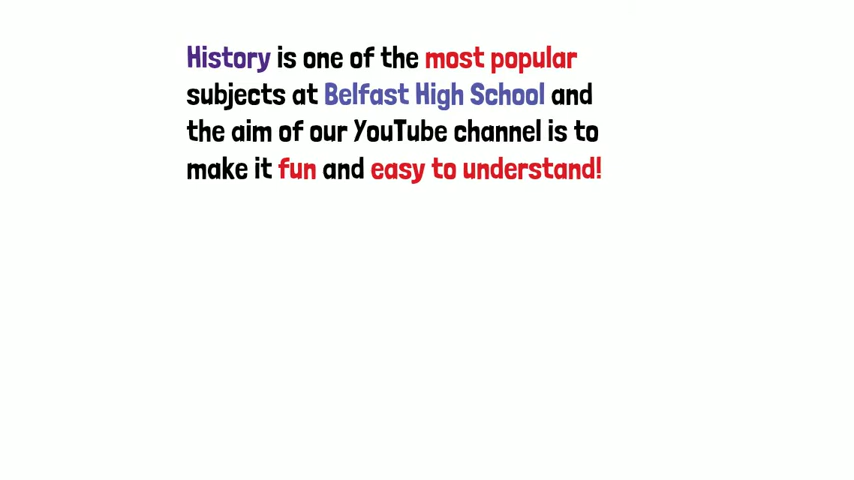 History is one of the most popular
subjects at Belfast High School and
the aim of our YouTube channel is to
make it fun and easy to understand!